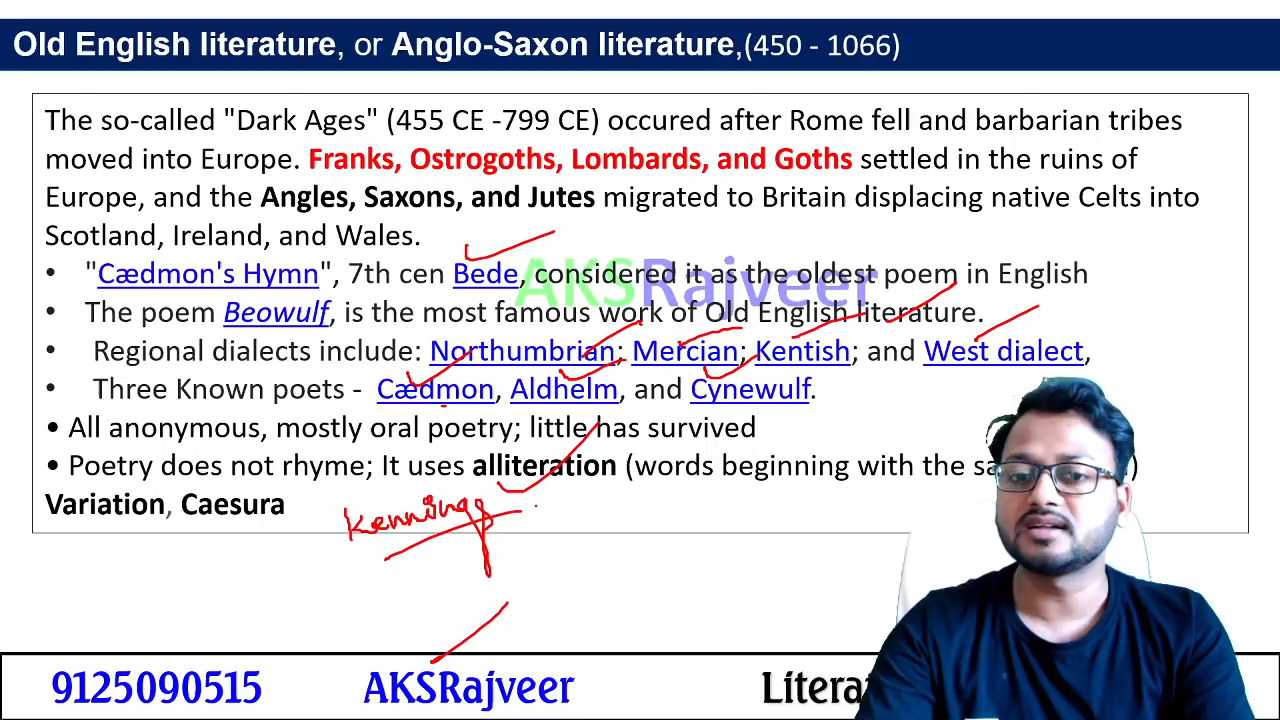 Old English literature, or Anglo-Saxon literature,(450 - 1066)
The so-called "Dark Ages" (455 CE -799 CE) occured after Rome fell and barbarian tribes
moved into Europe. Franks, Ostrogoths, Lombards, and Goths settled in the ruins of
Europe, and the Angles, Saxons, and Jutes migrated to Britain displacing native Celts into
Scotland, Ireland, and Wales.
• "Cædmon's Hymn", 7th cen Bede, considered it as the oldest poem in English
AKSRajveer
• The poem Beowulf, is the most famous work of Old English literature.
• Regional dialects include: Northumbrian; Mercian; Kentish; and West dialect,
• Three Known poets - Cædmon, Aldhelm, and Cynewulf.
• All anonymous, mostly oral poetry; little has survived
• Poetry does not rhyme; It uses alliteration (words beginning with the )
Variation, Caesura
Kenning
9125090515 AKSRajveer